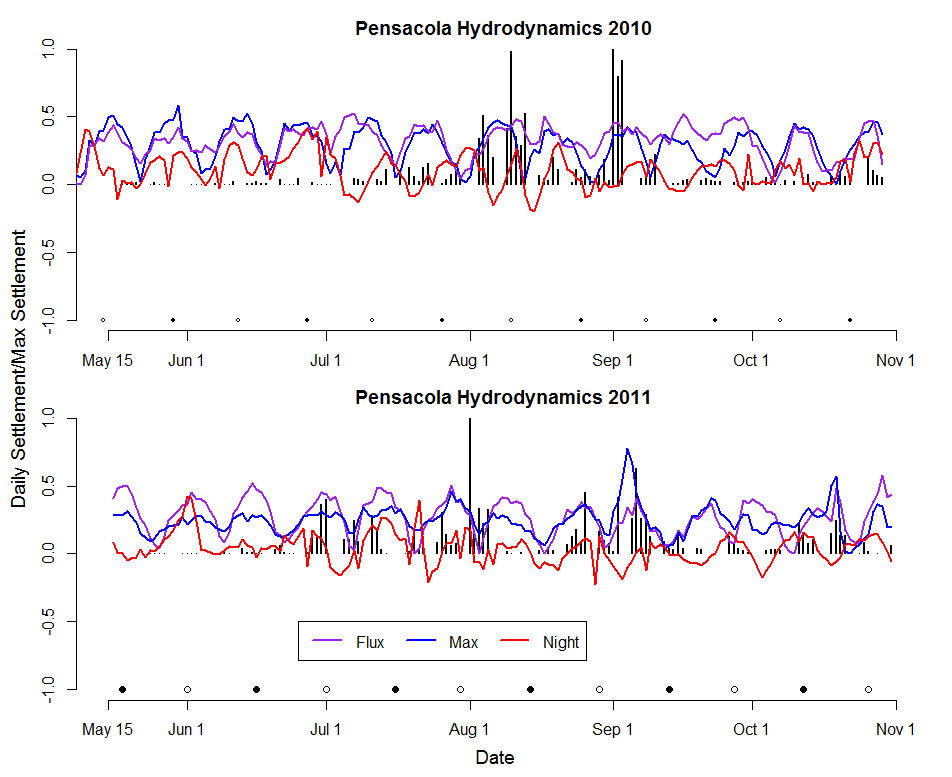 Pensacola Hydrodynamics 2010
1.0
0.5
0.0
-0.5
-1.0
May 15 Jun 1 Jul 1 Aug 1 Sep 1 Oct 1 Nov 1
Daily Settlement/Max Settlement
Pensacola Hydrodynamics 2011
1.0
0.5
0.0
-0.5
-1.0
Flux Max Night
May 15 Jun 1 Jul 1 Aug 1 Sep 1 Oct 1 Nov 1
Date